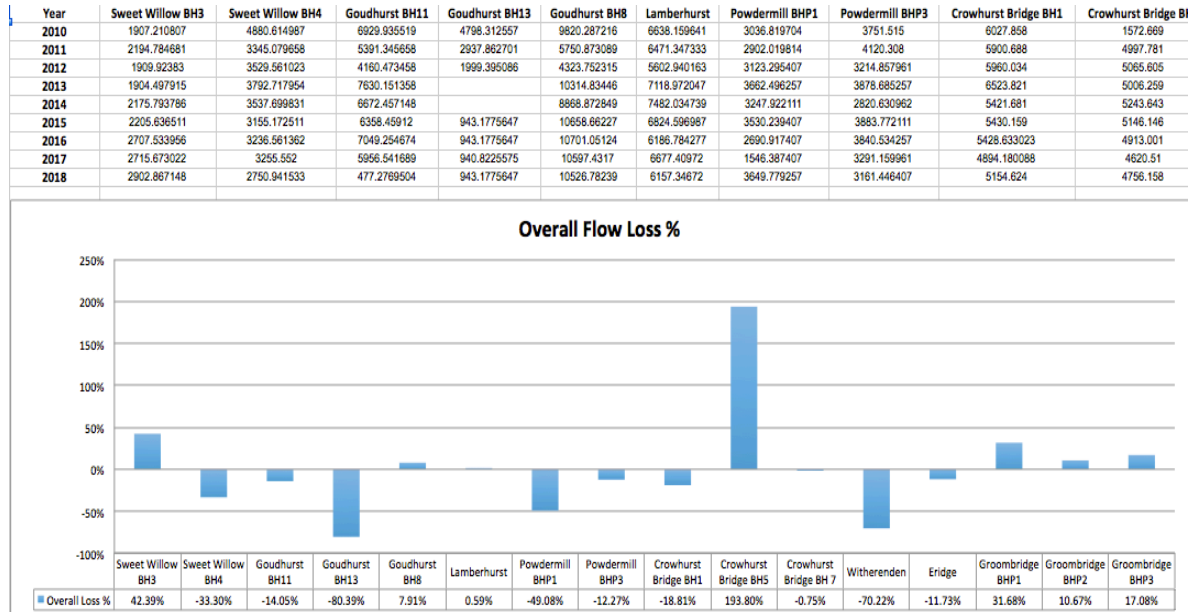 Year Sweet Willow BH3 Sweet Willow BH4 Goudhurst BH11 Goudhurst BH13 Goudhurst BH8 Lamberhurst Powdermill BHP1 Powdermill BHP3 Crowhurst Bridge BH1 Crowhurst Bridge
2010 1907.210807 4880.614987 6929.935519 4798.312557 9820.287216 6638.159641 3036.819704 3751.515 6027.858 1572.669
2011 2194.784681 3345.079658 5391.345658 2937.862701 5750.873089 6471.347333 2902.019814 4120.308 5900.688 4997.781
2012 1909.92383 3529.561023 4160.473458 1999.395086 4323.752315 5602.940163 3123.295407 3214.857961 5960.034 5065.605
2013 1904.497915 3792.717954 7630.151358 10314.83446 7118.972047 3662.496257 3878.685257 6523.821 5006.259
2014 2175.793786 3537.699831 6672.457148 8868.872849 7482.034739 3247.922111 2820.630962 5421.681 5243.643
2015 2205.636511 3155.172511 6358.45912 943.1775647 10658.66227 6824.596987 3530.239407 3883.772111 5430.159 5146.146
2016 2707.533956 3236.561362 7049.254674 943.1775647 10701.05124 6186.784277 2690.917407 3840.534257 5428.633023 4913.001
2017 2715.673022 3255.552 5956.541689 940.8225575 10597.4317 6677.40972 1546.387407 3291.159961 4894.180088 4620.51
2018 2902.867148 2750.941533 477.2769504 943.1775647 10526.78239 6157.34672 3649.779257 3161.446407 5154.624 4756.158
Overall Flow Loss %
250%
200%
150%
100%
50%
0%
-50%
-100%
Sweet Willow Sweet Willow Goudhurst Goudhurst Goudhurst Lamberhurst Powdermill Powdermill Crowhurst Crowhurst Crowhurst Witherenden Eridge Groombridge Groombridge Groombridge
BH3 BH4 BH11 BH13 BH8 BHP1 BHP3 Bridge BH1 Bridge BH5 Bridge BH 7 BHP1 BHP2 BHP3
Overall Loss % 42.39% -33.30% -14.05% -80.39% 7.91% 0.59% -49.08% -12.27% -18.81% 193.80% -0.75% -70.22% -11.73% 31.68% 10.67% 17.08%